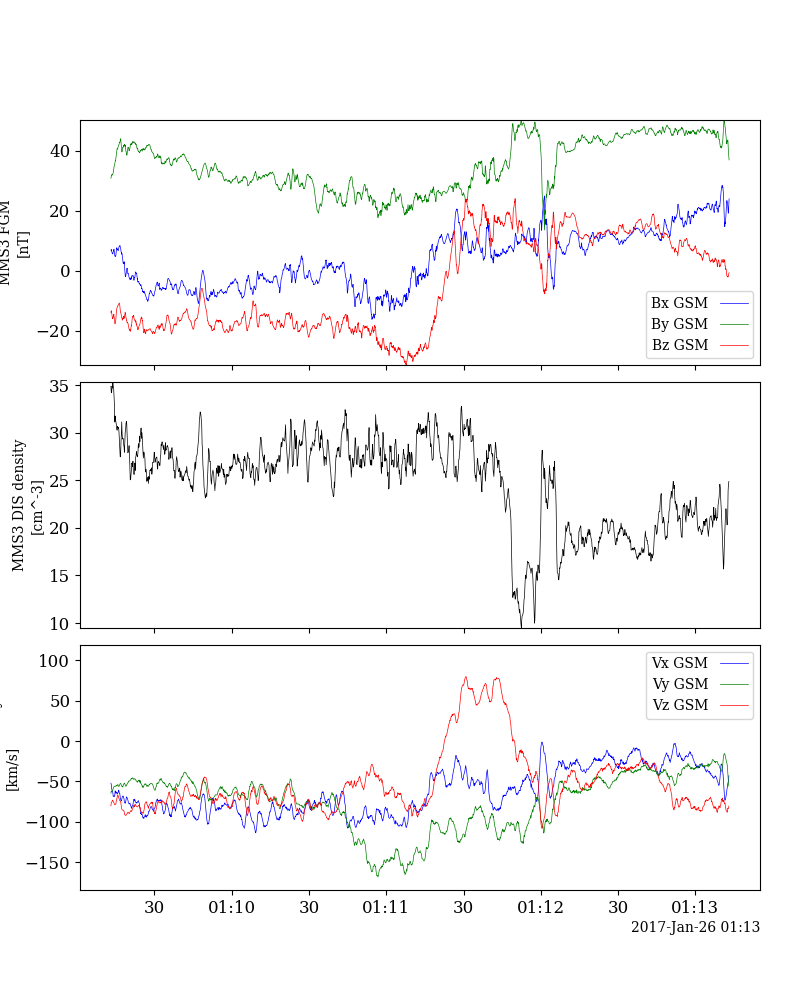 MMS3 FGM
[nT]
40
20
0
−20
Bx GSM
By GSM
Bz GSM
MMS3 DIS density
[cm^-3]
35
30
25
20
15
10
[km/s]
100
50
0
−50
−100
−150
Vx GSM
Vy GSM
Vz GSM
30 01:10 30 01:11 30 01:12 30 01:13
2017-Jan-26 01:13